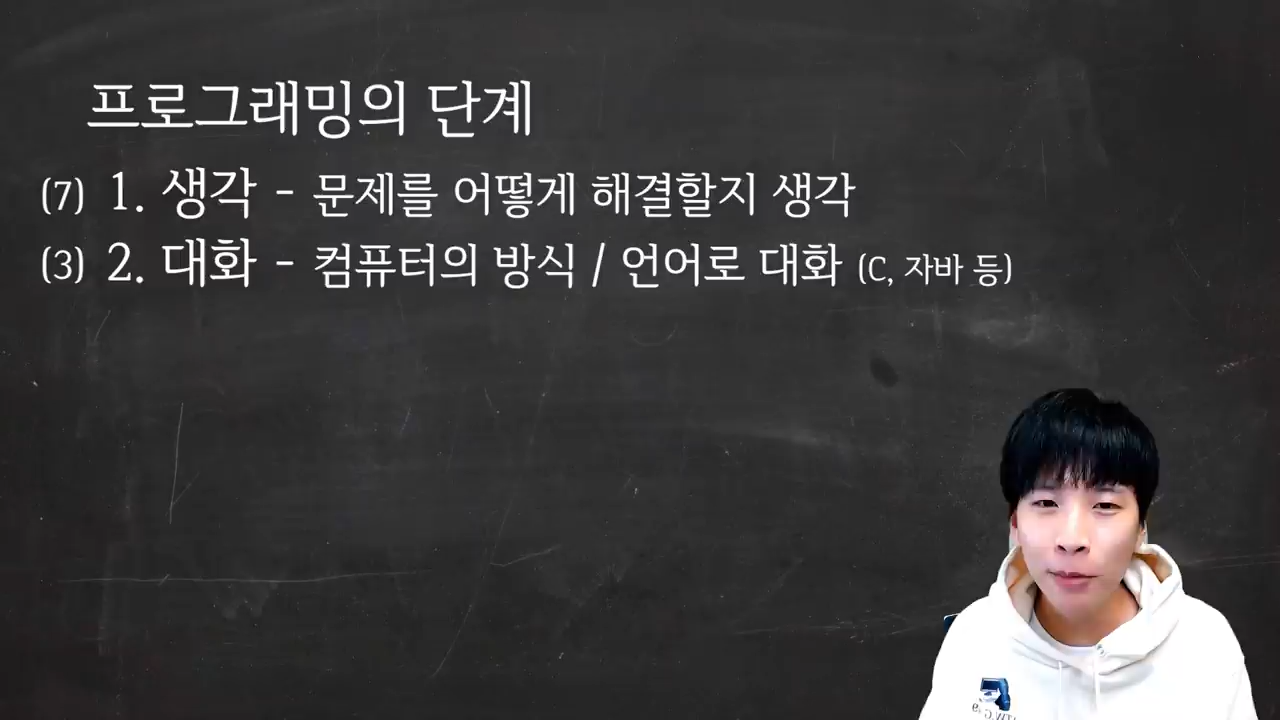 프로그래밍의 단계
(7) 1. 생각 - 문제를 어떻게 해결할지 생각
(3) 2. 대화 - 컴퓨터의 방식 / 언어로 대화 (C, 자바 등)